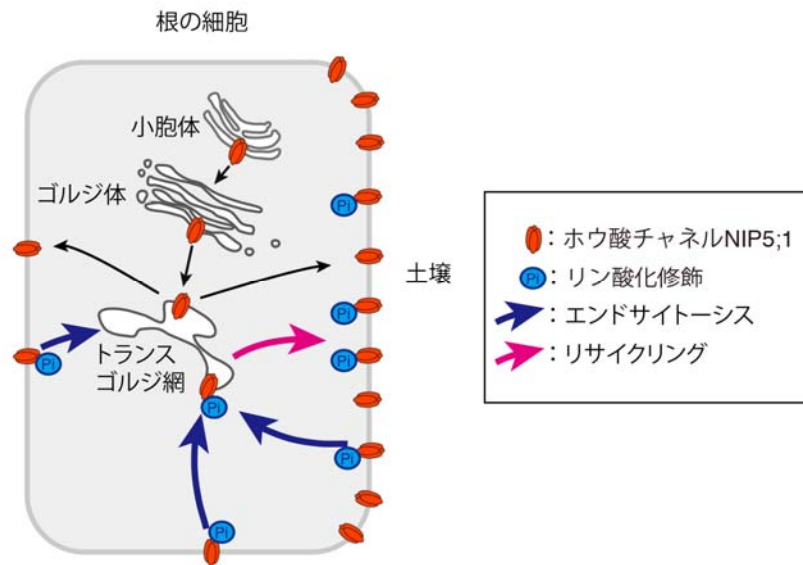 根の細胞
小胞体
ゴルジ体
トランス
ゴルジ網
土壌
Pi
Pi
Pi
Pi
Pi
Pi
Pi
：ホウ酸チャネルNIP5;1
Pi：リン酸化修飾
：エンドサイトーシス
：リサイクリング